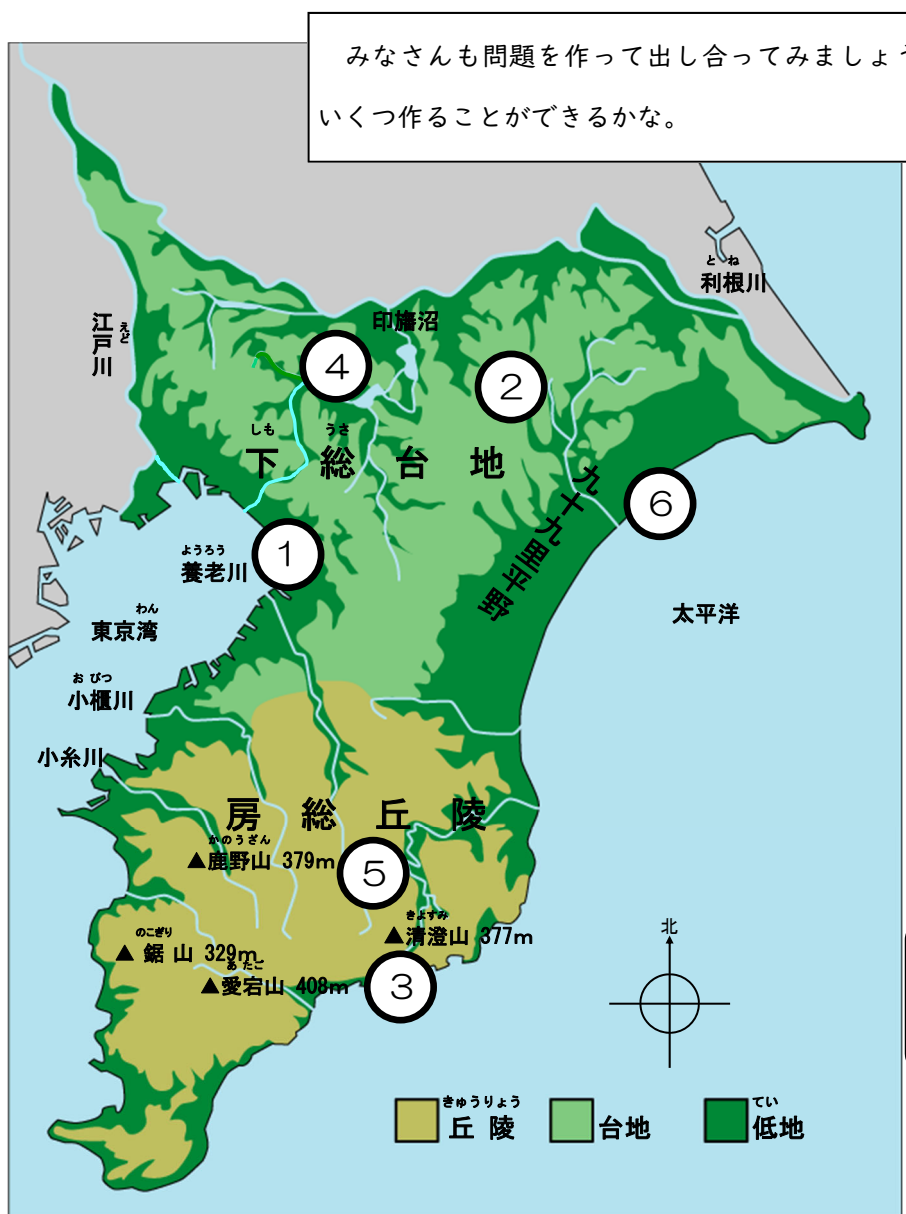 みなさんも問題を作って出し合ってみましょう
いくつ作ることができるかな。
とね
利根川
江戸川
えど
印旛沼
④
②
しも うさ
下総台地
九十九里平野
⑥
①
ようろう
養老川
太平洋
わん
東京湾
おびつ
小櫃川
小糸川
房総丘陵
かのうざん
▲鹿野山 379m
⑤
きよすみ
▲清澄山 377m
のこぎり
▲鋸山 329m
あたご
▲愛宕山 408m
③
北
きゅうりょう
丘陵
台地
てい
低地